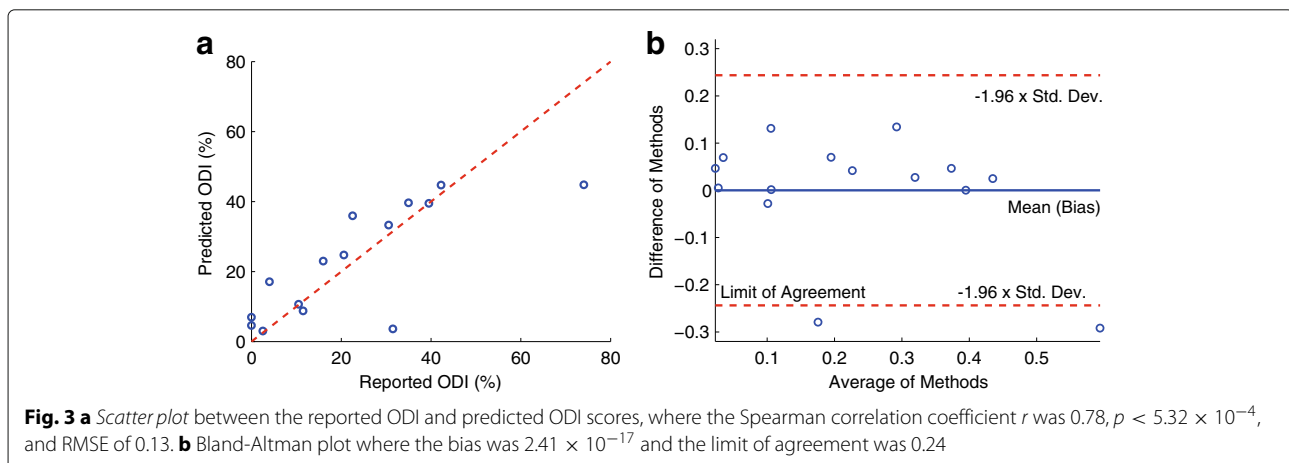 a
80
60
40
20
0
Predicted ODI (%)
0 20 40 60 80
Reported ODI (%)
b
0.3
0.2
0.1
0
−0.1
−0.2
−0.3
Difference of Methods
-1.96 x Std. Dev.
Mean (Bias)
Limit of Agreement
-1.96 x Std. Dev.
0.1 0.2 0.3 0.4 0.5
Average of Methods
Fig. 3 a Scatter plot between the reported ODI and predicted ODI scores, where the Spearman correlation coefficient r was 0.78, p < 5.32 × 10⁻⁴,
and RMSE of 0.13. b Bland-Altman plot where the bias was 2.41 × 10⁻¹⁷ and the limit of agreement was 0.24